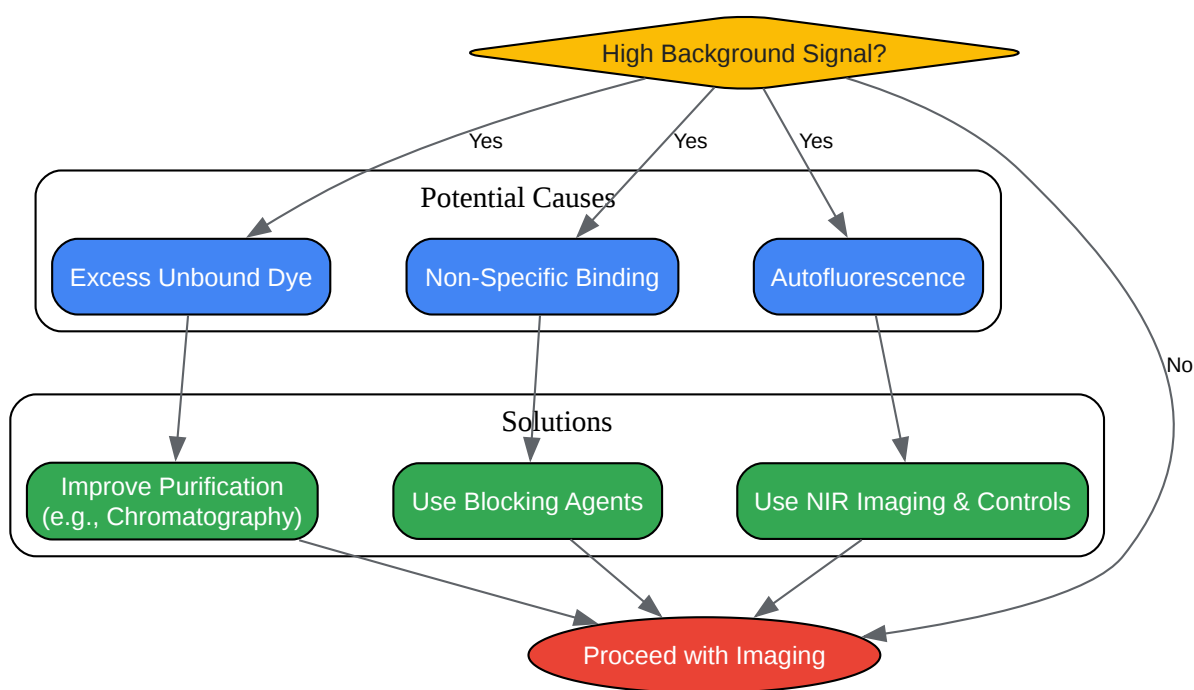 High Background Signal?
Yes
Yes
Yes
Potential Causes
Excess Unbound Dye
Non-Specific Binding
Autofluorescence
No
Solutions
Improve Purification
(e.g., Chromatography)
Use Blocking Agents
Use NIR Imaging & Controls
Proceed with Imaging